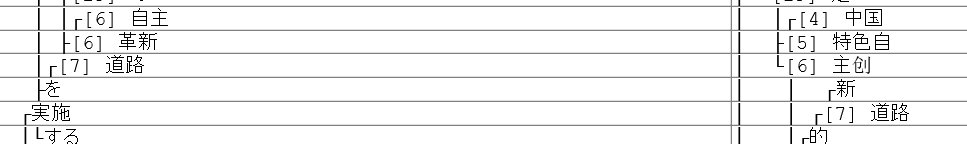 [6] 自主
[6] 革新
[7] 道路
を
実施
する
[4] 中国
[5] 特色自
[6] 主创
新
[7] 道路
的